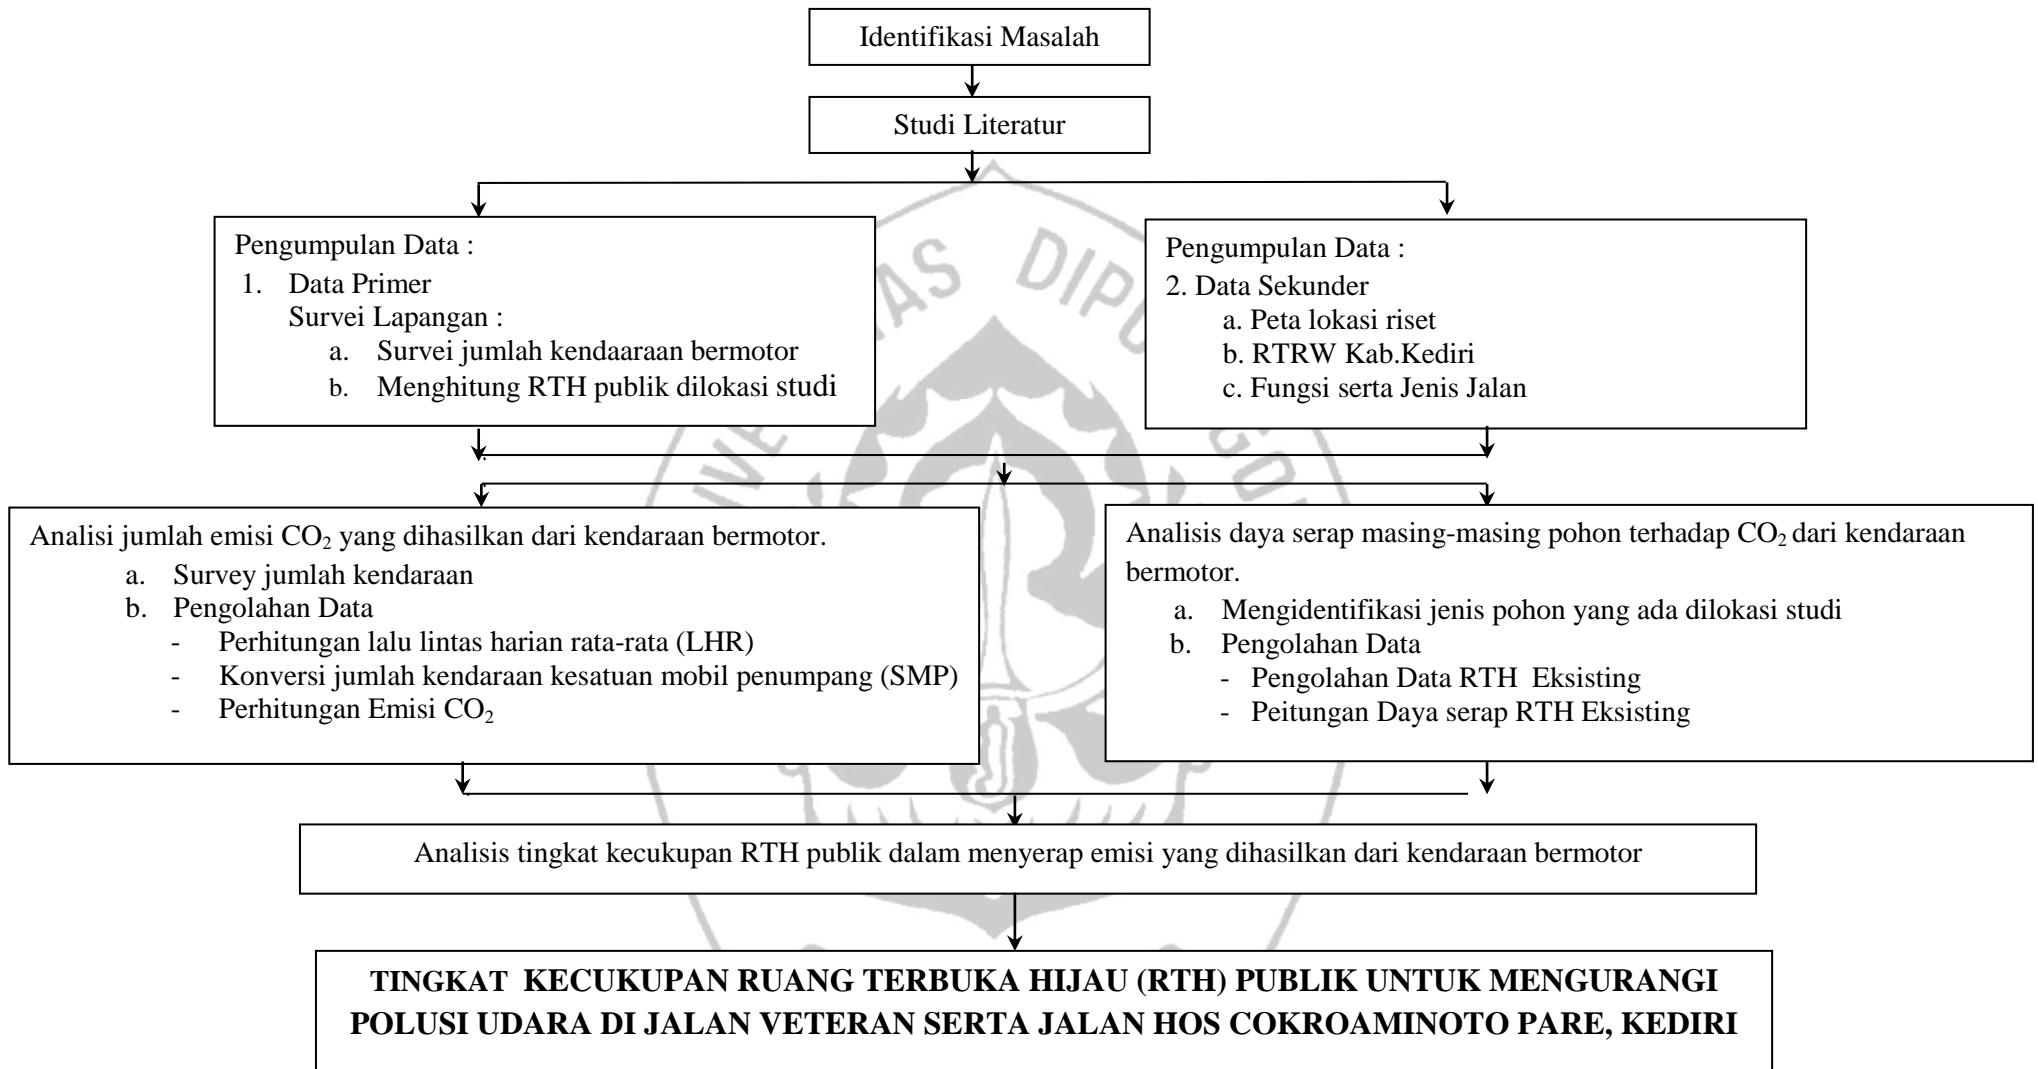 Identifikasi Masalah
Studi Literatur
Pengumpulan Data :
1. Data Primer
Survei Lapangan :
a. Survei jumlah kendaaraan bermotor
b. Menghitung RTH publik dilokasi studi
Pengumpulan Data :
2. Data Sekunder
a. Peta lokasi riset
b. RTRW Kab.Kediri
c. Fungsi serta Jenis Jalan
Analisi jumlah emisi CO₂ yang dihasilkan dari kendaraan bermotor.
a. Survey jumlah kendaraan
b. Pengolahan Data
- Perhitungan lalu lintas harian rata-rata (LHR)
- Konversi jumlah kendaraan kesatuan mobil penumpang (SMP)
- Perhitungan Emisi CO₂
Analisis daya serap masing-masing pohon terhadap CO₂ dari kendaraan
bermotor.
a. Mengidentifikasi jenis pohon yang ada dilokasi studi
b. Pengolahan Data
- Pengolahan Data RTH Eksisting
- Peitungan Daya serap RTH Eksisting
Analisis tingkat kecukupan RTH publik dalam menyerap emisi yang dihasilkan dari kendaraan bermotor
TINGKAT KECUKUPAN RUANG TERBUKA HIJAU (RTH) PUBLIK UNTUK MENGURANGI
POLUSI UDARA DI JALAN VETERAN SERTA JALAN HOS COKROAMINOTO PARE, KEDIRI